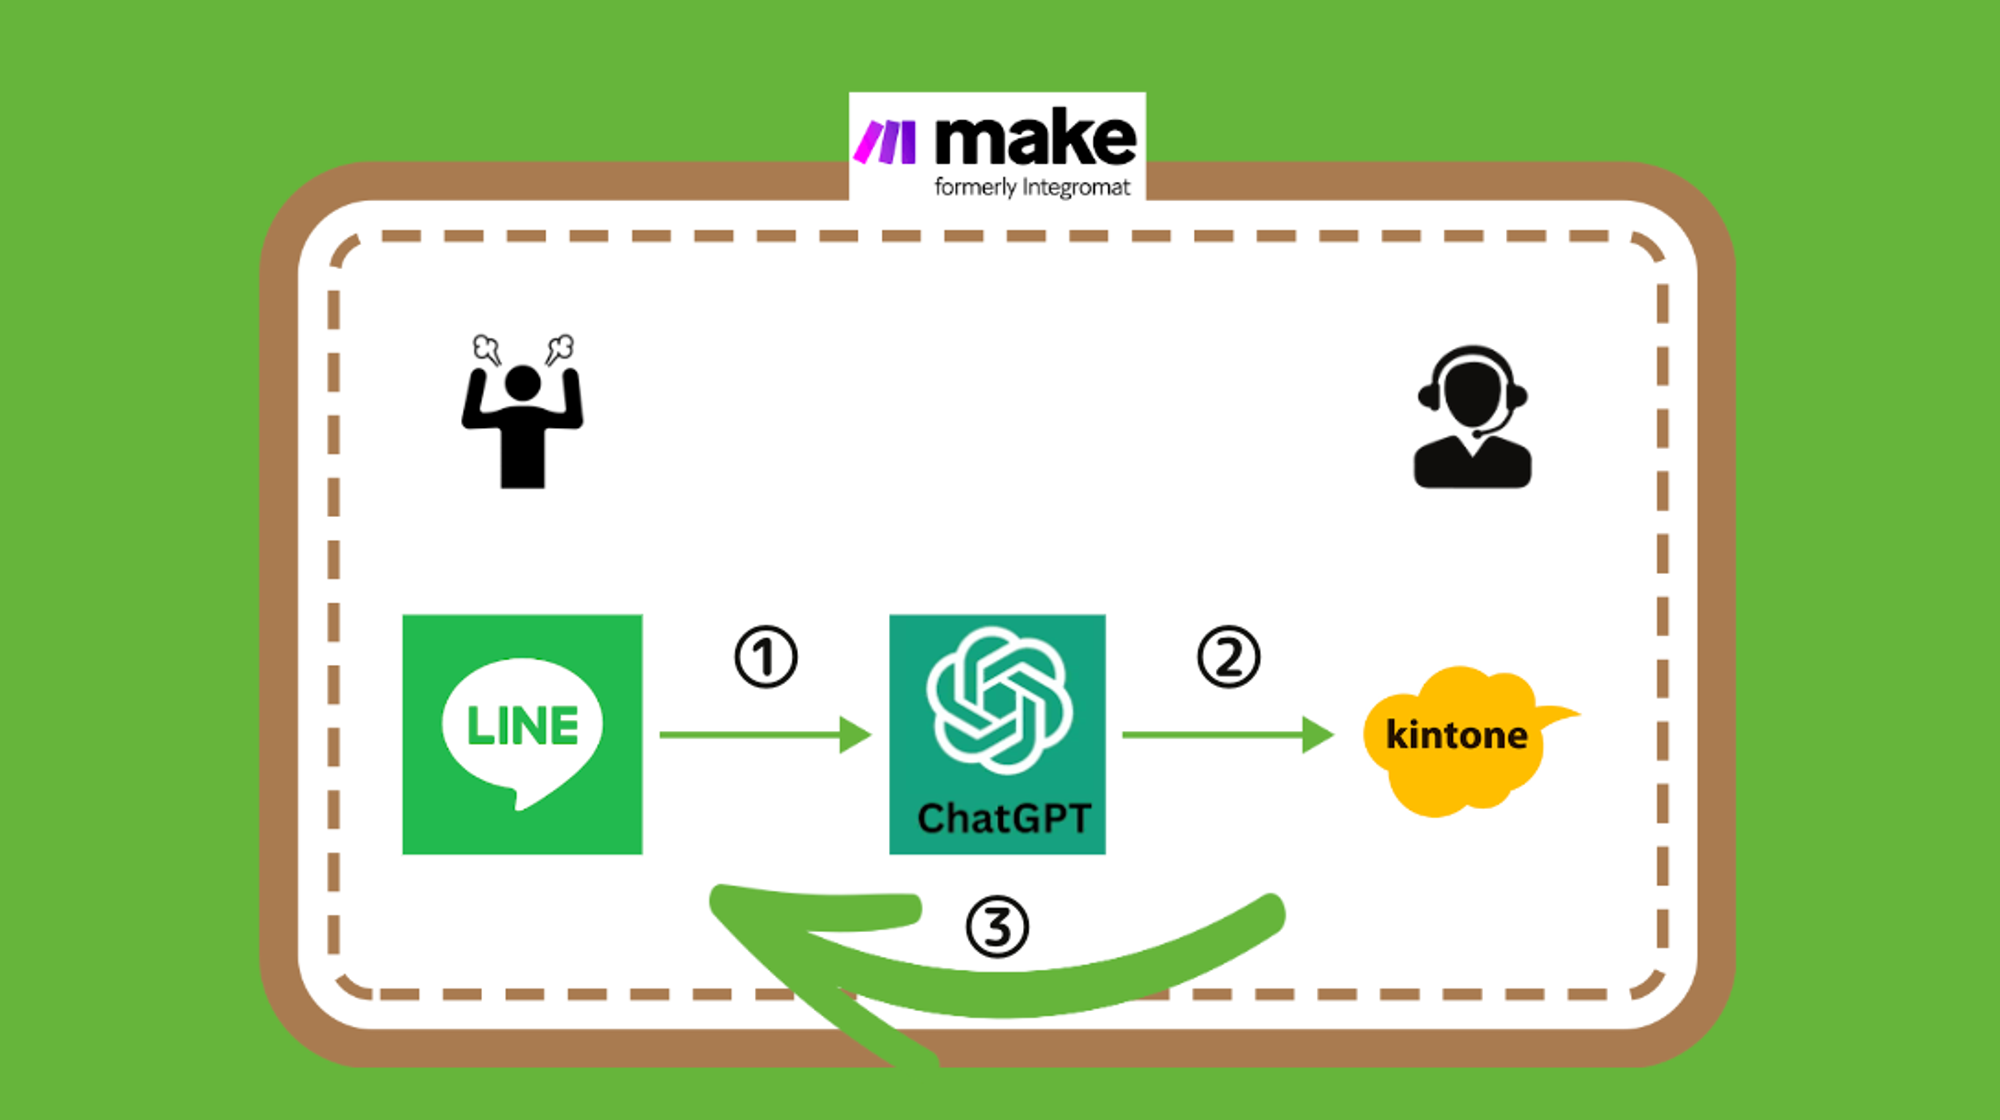 make
formerly Integromat
①
②
LINE
kintone
ChatGPT
③